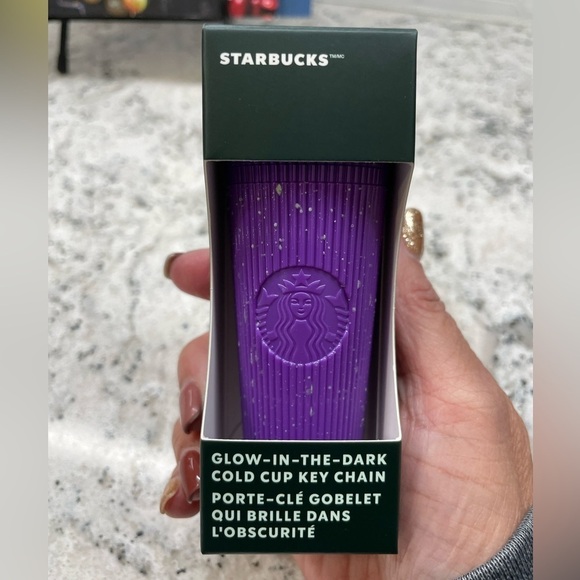 STARBUCKS™/MC
GLOW-IN-THE-DARK
COLD CUP KEY CHAIN
PORTE-CLÉ GOBELET
QUI BRILLE DANS
L'OBSCURITÉ